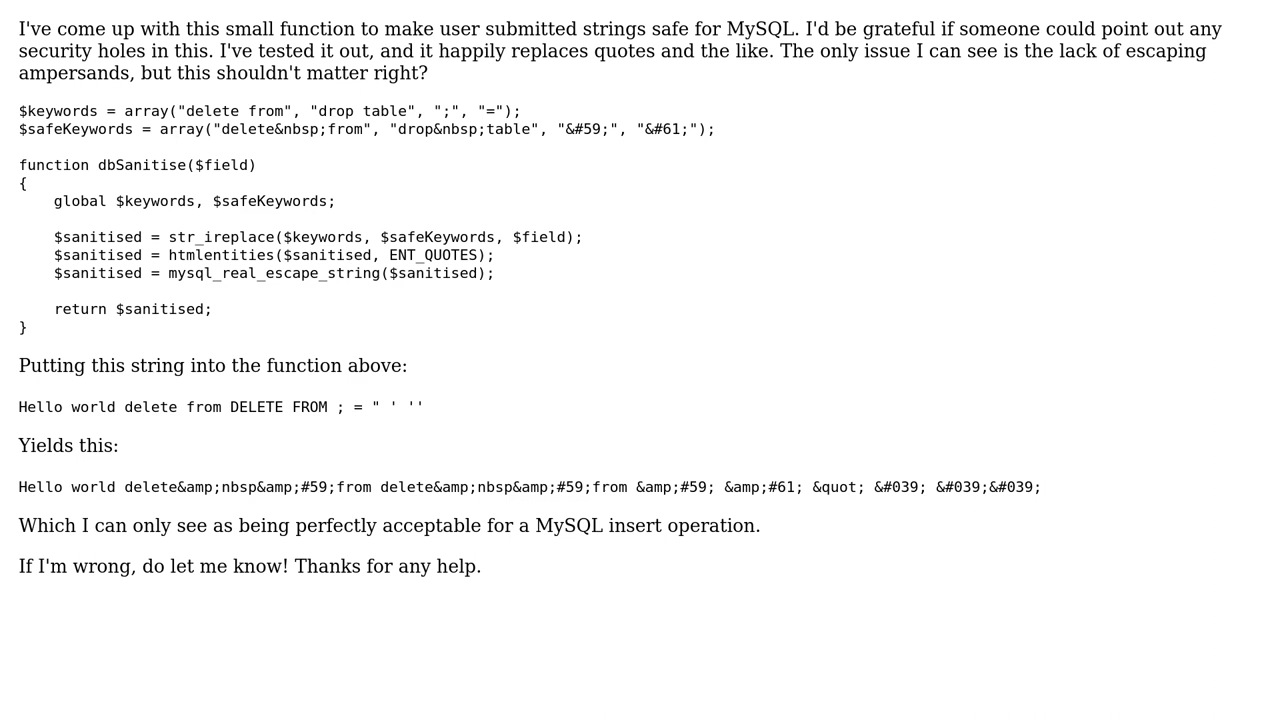 I've come up with this small function to make user submitted strings safe for MySQL. I'd be grateful if someone could point out any
security holes in this. I've tested it out, and it happily replaces quotes and the like. The only issue I can see is the lack of escaping
ampersands, but this shouldn't matter right?
$keywords = array("delete from", "drop table", ";", "=");
$safeKeywords = array("delete&nbsp;from", "drop&nbsp;table", "&#59;", "&#61;");
function dbSanitise($field)
{
    global $keywords, $safeKeywords;
    $sanitised = str_ireplace($keywords, $safeKeywords, $field);
    $sanitised = htmlentities($sanitised, ENT_QUOTES);
    $sanitised = mysql_real_escape_string($sanitised);
    return $sanitised;
}
Putting this string into the function above:
Hello world delete from DELETE FROM ; = " ' ''
Yields this:
Hello world delete&amp;nbsp&amp;#59;from delete&amp;nbsp&amp;#59;from &amp;#59; &amp;#61; &quot; &#039; &#039;&#039;
Which I can only see as being perfectly acceptable for a MySQL insert operation.
If I'm wrong, do let me know! Thanks for any help.